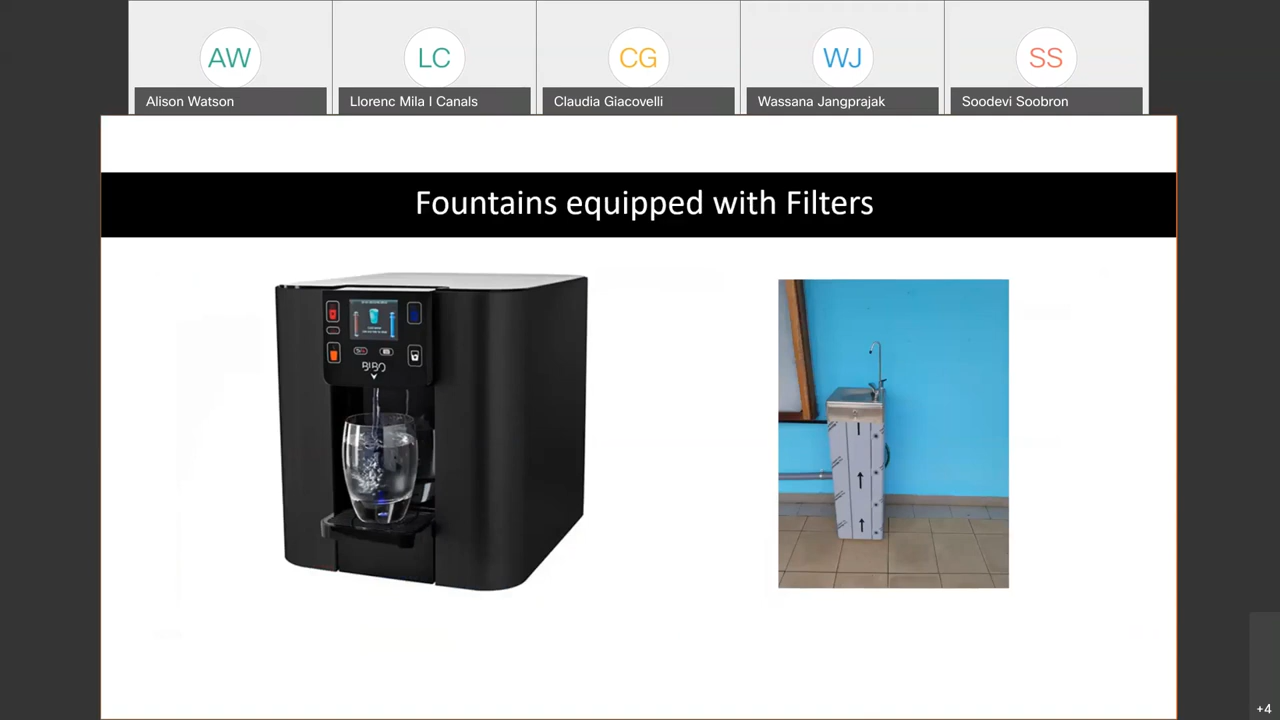 AW
LC
CG
WJ
SS
Alison Watson
Llorenc Mila I Canals
Claudia Giacovelli
Wassana Jangprajak
Soodevi Soobron
Fountains equipped with Filters
BIBO
+4